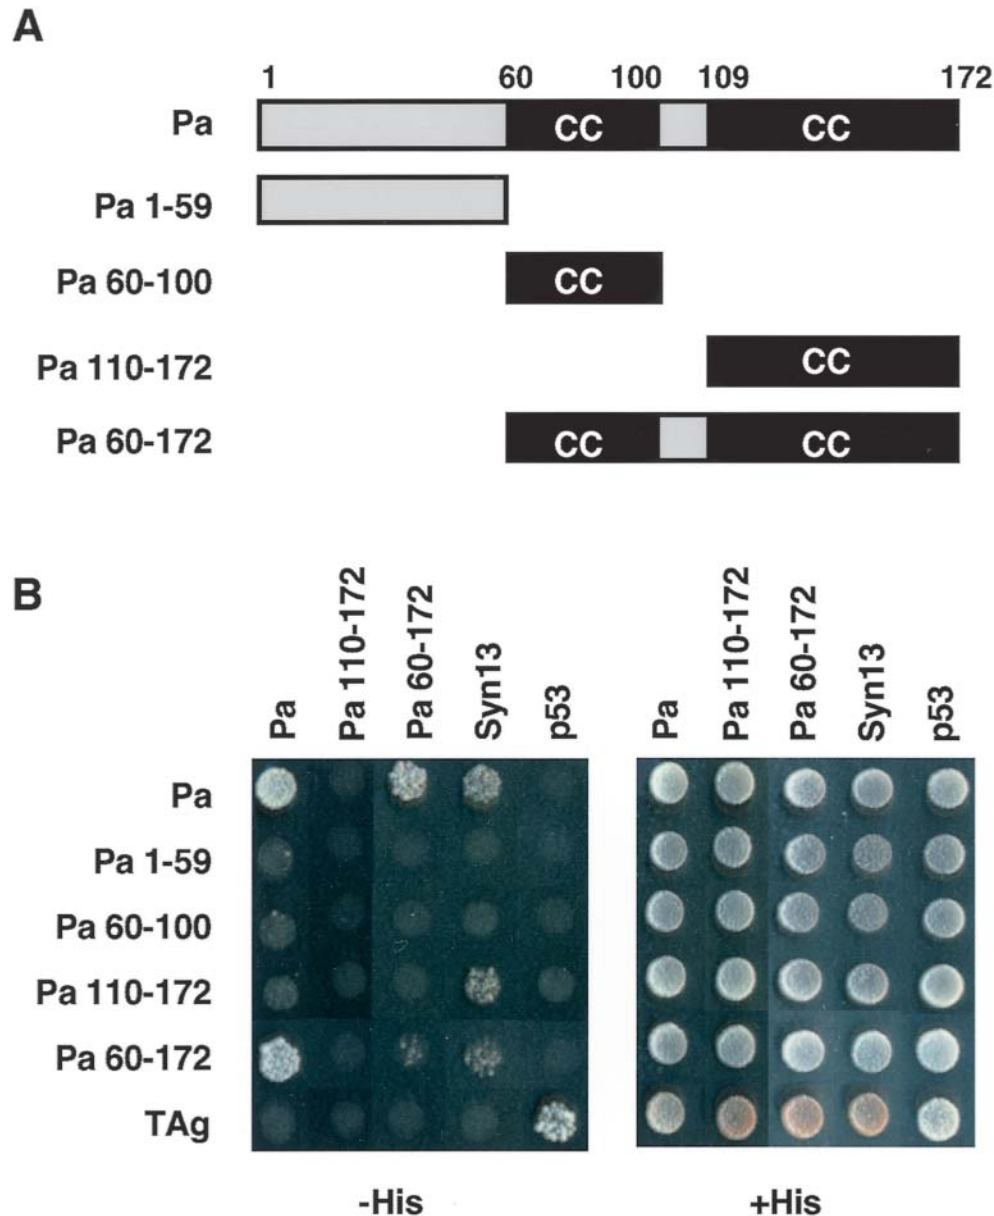 A
1 60 100 109 172
Pa CC CC
Pa 1-59
Pa 60-100 CC
Pa 110-172 CC
Pa 60-172 CC CC
B
Pa Pa 110-172 Pa 60-172 Syn13 p53 Pa Pa 110-172 Pa 60-172 Syn13 p53
Pa
Pa 1-59
Pa 60-100
Pa 110-172
Pa 60-172
TAg
-His +His